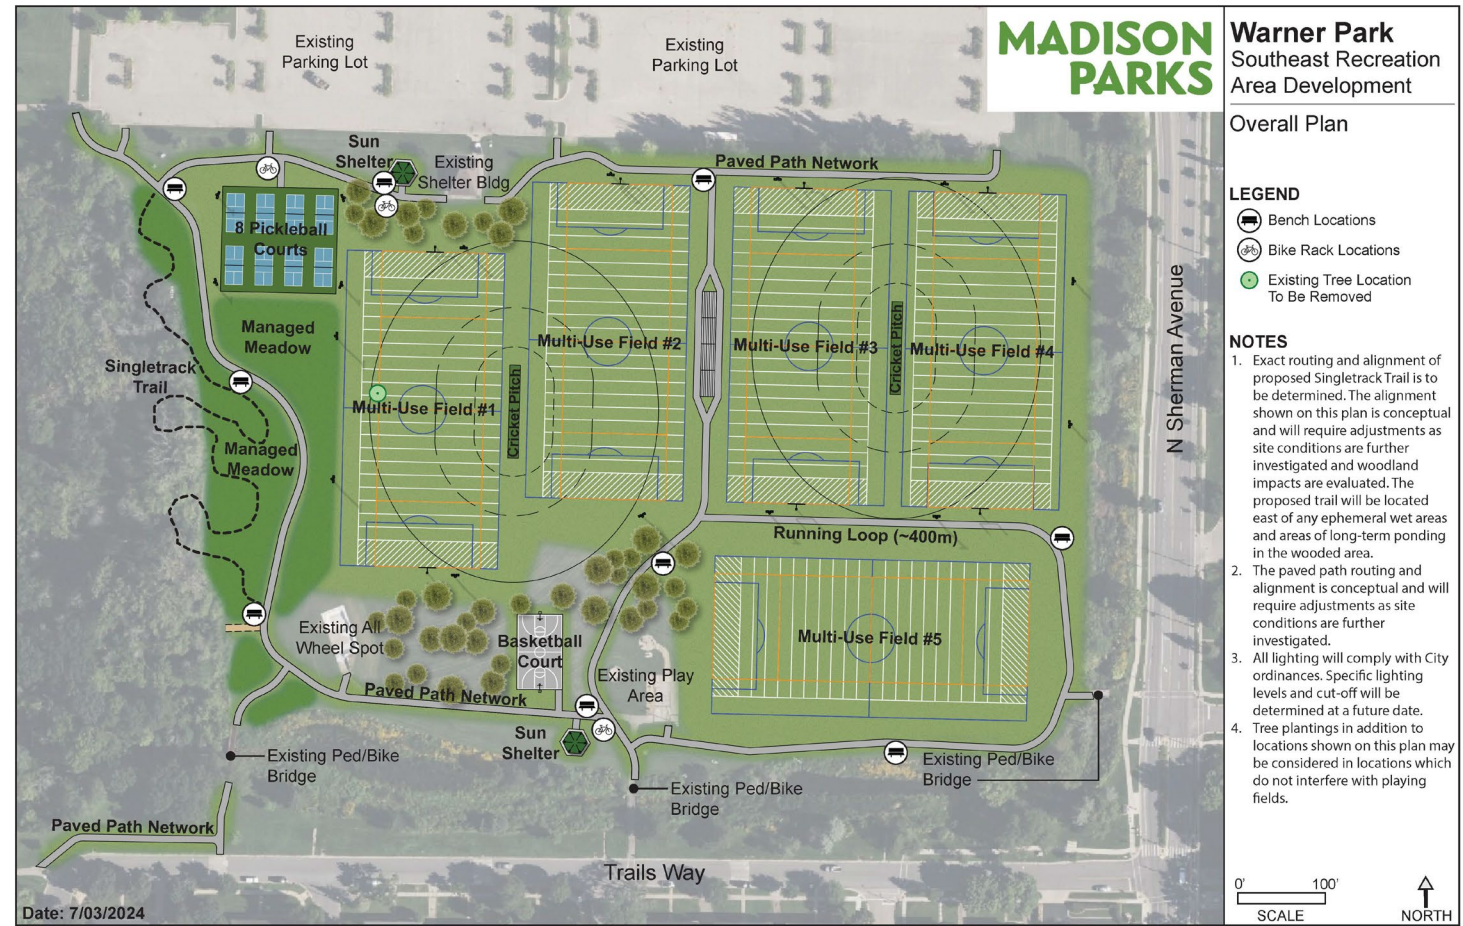 Existing
Parking Lot
Existing
Parking Lot
MADISON
PARKS
Warner Park
Southeast Recreation
Area Development
Overall Plan
Sun
Shelter
Existing
Shelter Bldg
Paved Path Network
8 Pickleball
Courts
Managed
Meadow
Singletrack
Trail
Managed
Meadow
Multi-Use Field #1
Cricket Pitch
Multi-Use Field #2
Multi-Use Field #3
Cricket Pitch
Multi-Use Field #4
N Sherman Avenue
Running Loop (~400m)
Existing All
Wheel Spot
Basketball
Court
Existing Play
Area
Multi-Use Field #5
Paved Path Network
Sun
Shelter
Existing Ped/Bike
Bridge
Existing Ped/Bike
Bridge
Existing Ped/Bike
Bridge
Paved Path Network
Trails Way
Date: 7/03/2024
LEGEND
Bench Locations
Bike Rack Locations
Existing Tree Location
To Be Removed
NOTES
1. Exact routing and alignment of
proposed Singletrack Trail is to
be determined. The alignment
shown on this plan is conceptual
and will require adjustments as
site conditions are further
investigated and woodland
impacts are evaluated. The
proposed trail will be located
east of any ephemeral wet areas
and areas of long-term ponding
in the wooded area.
2. The paved path routing and
alignment is conceptual and will
require adjustments as site
conditions are further
investigated.
3. All lighting will comply with City
ordinances. Specific lighting
levels and cut-off will be
determined at a future date.
4. Tree plantings in addition to
locations shown on this plan may
be considered in locations which
do not interfere with playing
fields.
0' 100'
SCALE
NORTH